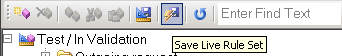 Enter Find Text
Test / In Validation
Save Live Rule Set